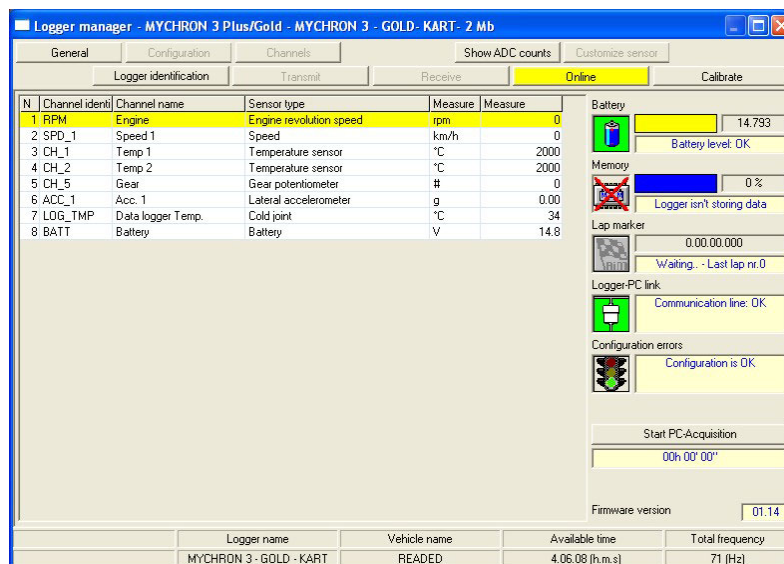 Logger manager - MYCHRON 3 Plus/Gold - MYCHRON 3 - GOLD- KART- 2 Mb
General Configuration Channels Show ADC counts Customize sensor
Logger identification Transmit Receive Online Calibrate
N Channel identi Channel name Sensor type Measure Measure
1 RPM Engine Engine revolution speed rpm 0
2 SPD_1 Speed 1 Speed km/h 0
3 CH_1 Temp 1 Temperature sensor °C 2000
4 CH_2 Temp 2 Temperature sensor °C 2000
5 CH_5 Gear Gear potentiometer # 0
6 ACC_1 Acc. 1 Lateral accelerometer g 0.00
7 LOG_TMP Data logger Temp. Cold joint °C 34
8 BATT Battery Battery V 14.8
Battery
14.793
Battery level: OK
Memory
0 %
Logger isn't storing data
Lap marker
0.00.00.000
Waiting.. - Last lap nr.0
Logger-PC link
Communication line: OK
Configuration errors
Configuration is OK
Start PC-Acquisition
00h 00' 00''
Firmware version 01.14
Logger name Vehicle name Available time Total frequency
MYCHRON 3 - GOLD - KART READED 4.06.08 (h.m.s) 71 (Hz)